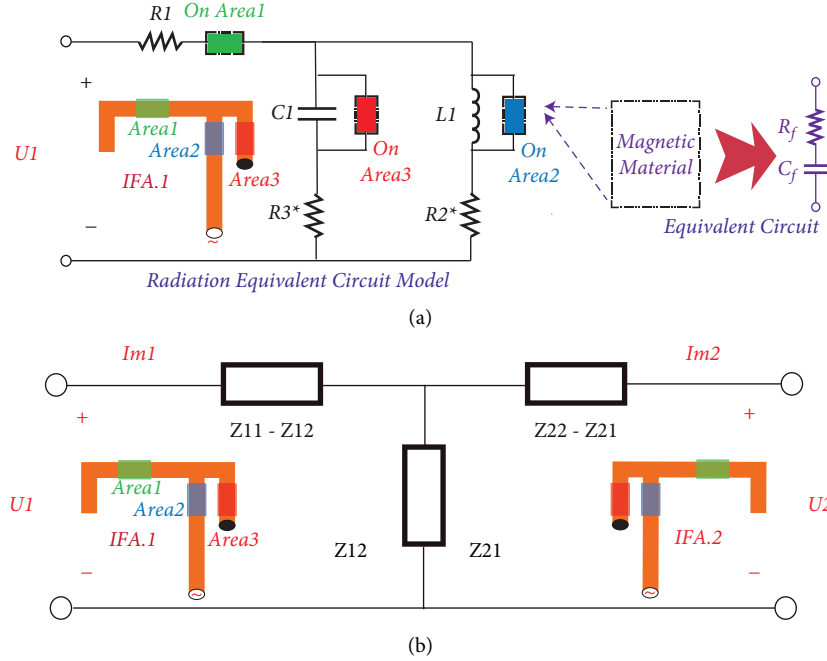 R1
On Area1
+
U1
−
Area1
Area2
IFA.1
Area3
~
C1
On
Area3
R3*
L1
On
Area2
R2*
Magnetic
Material
Rf
Cf
Equivalent Circuit
Radiation Equivalent Circuit Model
(a)
Im1
Im2
Z11 - Z12
Z22 - Z21
+
+
U1
Area1
Area2
IFA.1
Area3
~
−
Z12
Z21
IFA.2
~
U2
−
(b)